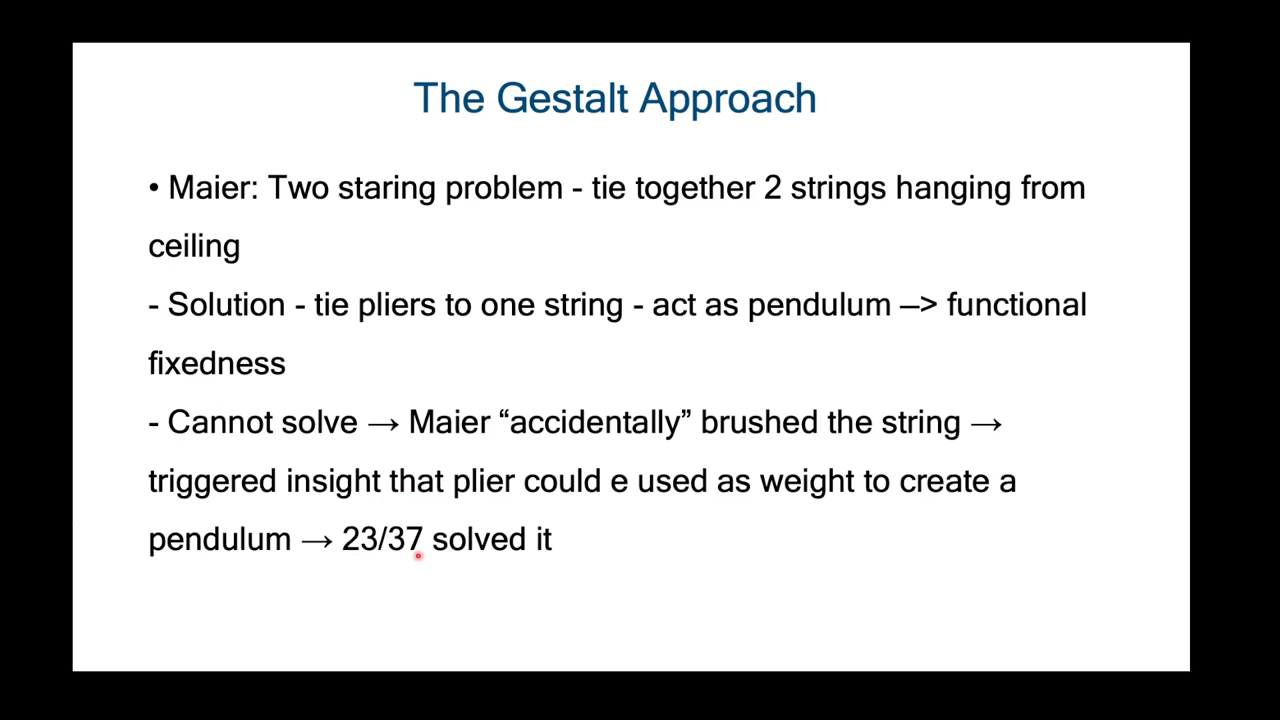 The Gestalt Approach
• Maier: Two staring problem - tie together 2 strings hanging from
ceiling
- Solution - tie pliers to one string - act as pendulum —> functional
fixedness
- Cannot solve → Maier “accidentally” brushed the string →
triggered insight that plier could e used as weight to create a
pendulum → 23/37 solved it